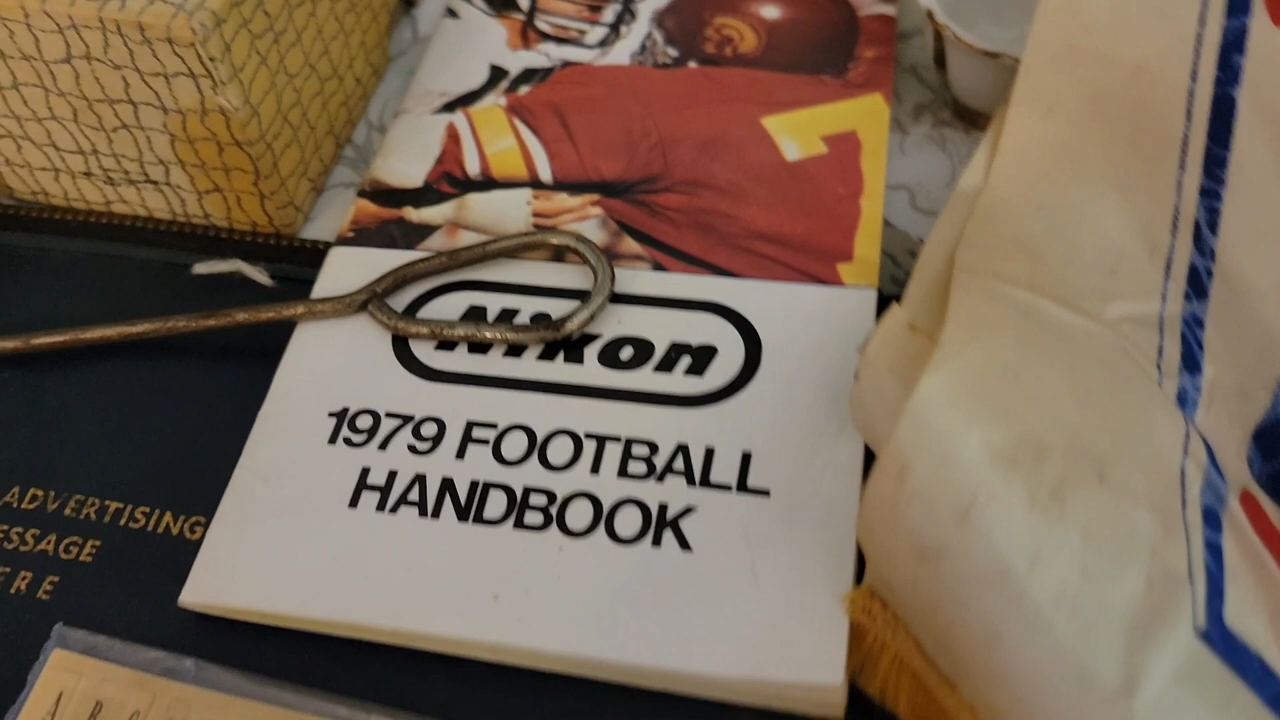 Nikon
1979 FOOTBALL
HANDBOOK
ADVERTISING
ESSAGE
ERE
A B C